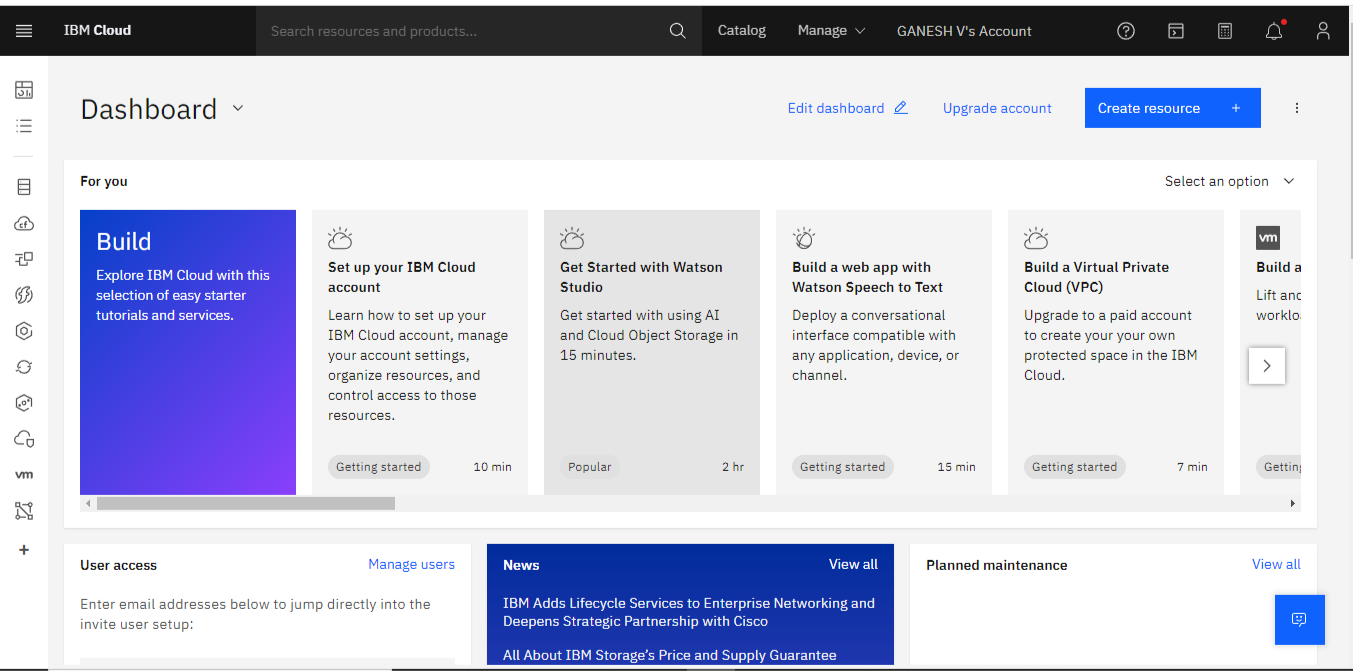 IBM Cloud
Search resources and products...
Catalog
Manage
GANESH V's Account
Dashboard
Edit dashboard
Upgrade account
Create resource +
For you
Select an option
Build
Explore IBM Cloud with this
selection of easy starter
tutorials and services.
Set up your IBM Cloud
account
Learn how to set up your
IBM Cloud account, manage
your account settings,
organize resources, and
control access to those
resources.
Getting started
10 min
Get Started with Watson
Studio
Get started with using AI
and Cloud Object Storage in
15 minutes.
Popular
2 hr
Build a web app with
Watson Speech to Text
Deploy a conversational
interface compatible with
any application, device, or
channel.
Getting started
15 min
Build a Virtual Private
Cloud (VPC)
Upgrade to a paid account
to create your your own
protected space in the IBM
Cloud.
Getting started
7 min
vm
Build a
Lift and
worklo
Getting
cf
vm
+
User access
Manage users
Enter email addresses below to jump directly into the
invite user setup:
News
View all
IBM Adds Lifecycle Services to Enterprise Networking and
Deepens Strategic Partnership with Cisco
All About IBM Storage's Price and Supply Guarantee
Planned maintenance
View all